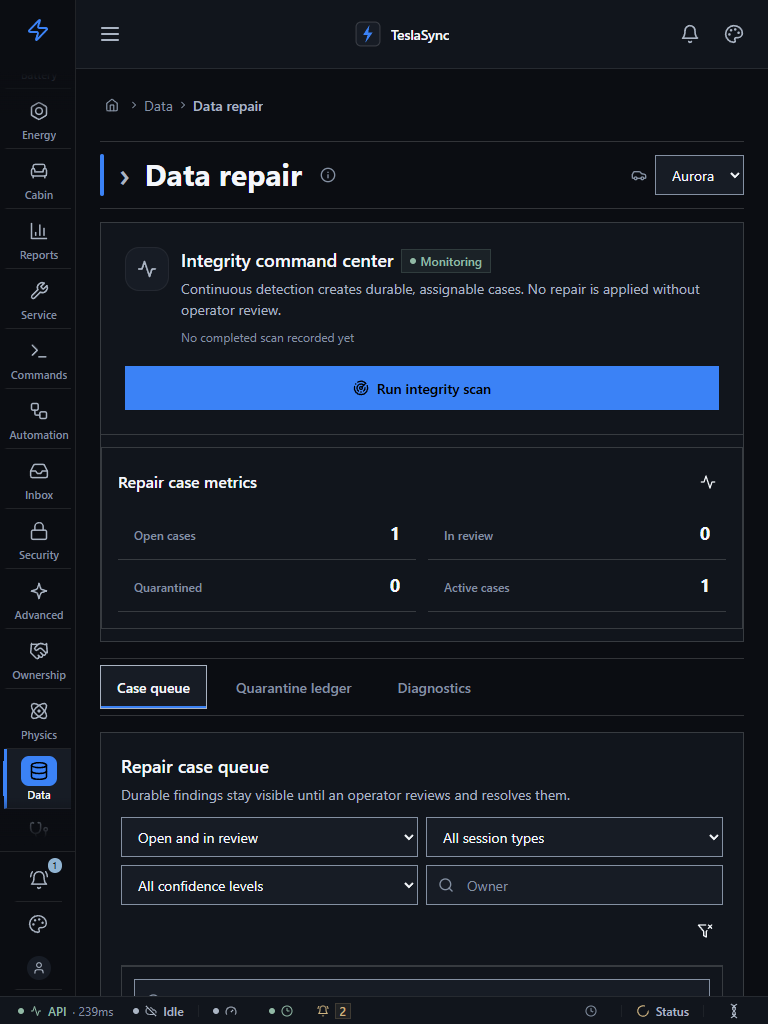 TeslaSync
Data
Data repair
Battery
Energy
Cabin
Reports
Service
Commands
Automation
Inbox
Security
Advanced
Ownership
Physics
Data
1
Data repair
Aurora
Integrity command center
Monitoring
Continuous detection creates durable, assignable cases. No repair is applied without
operator review.
No completed scan recorded yet
Run integrity scan
Repair case metrics
Open cases
1
In review
0
Quarantined
0
Active cases
1
Case queue
Quarantine ledger
Diagnostics
Repair case queue
Durable findings stay visible until an operator reviews and resolves them.
Open and in review
All session types
All confidence levels
Owner
API · 239ms
Idle
2
Status